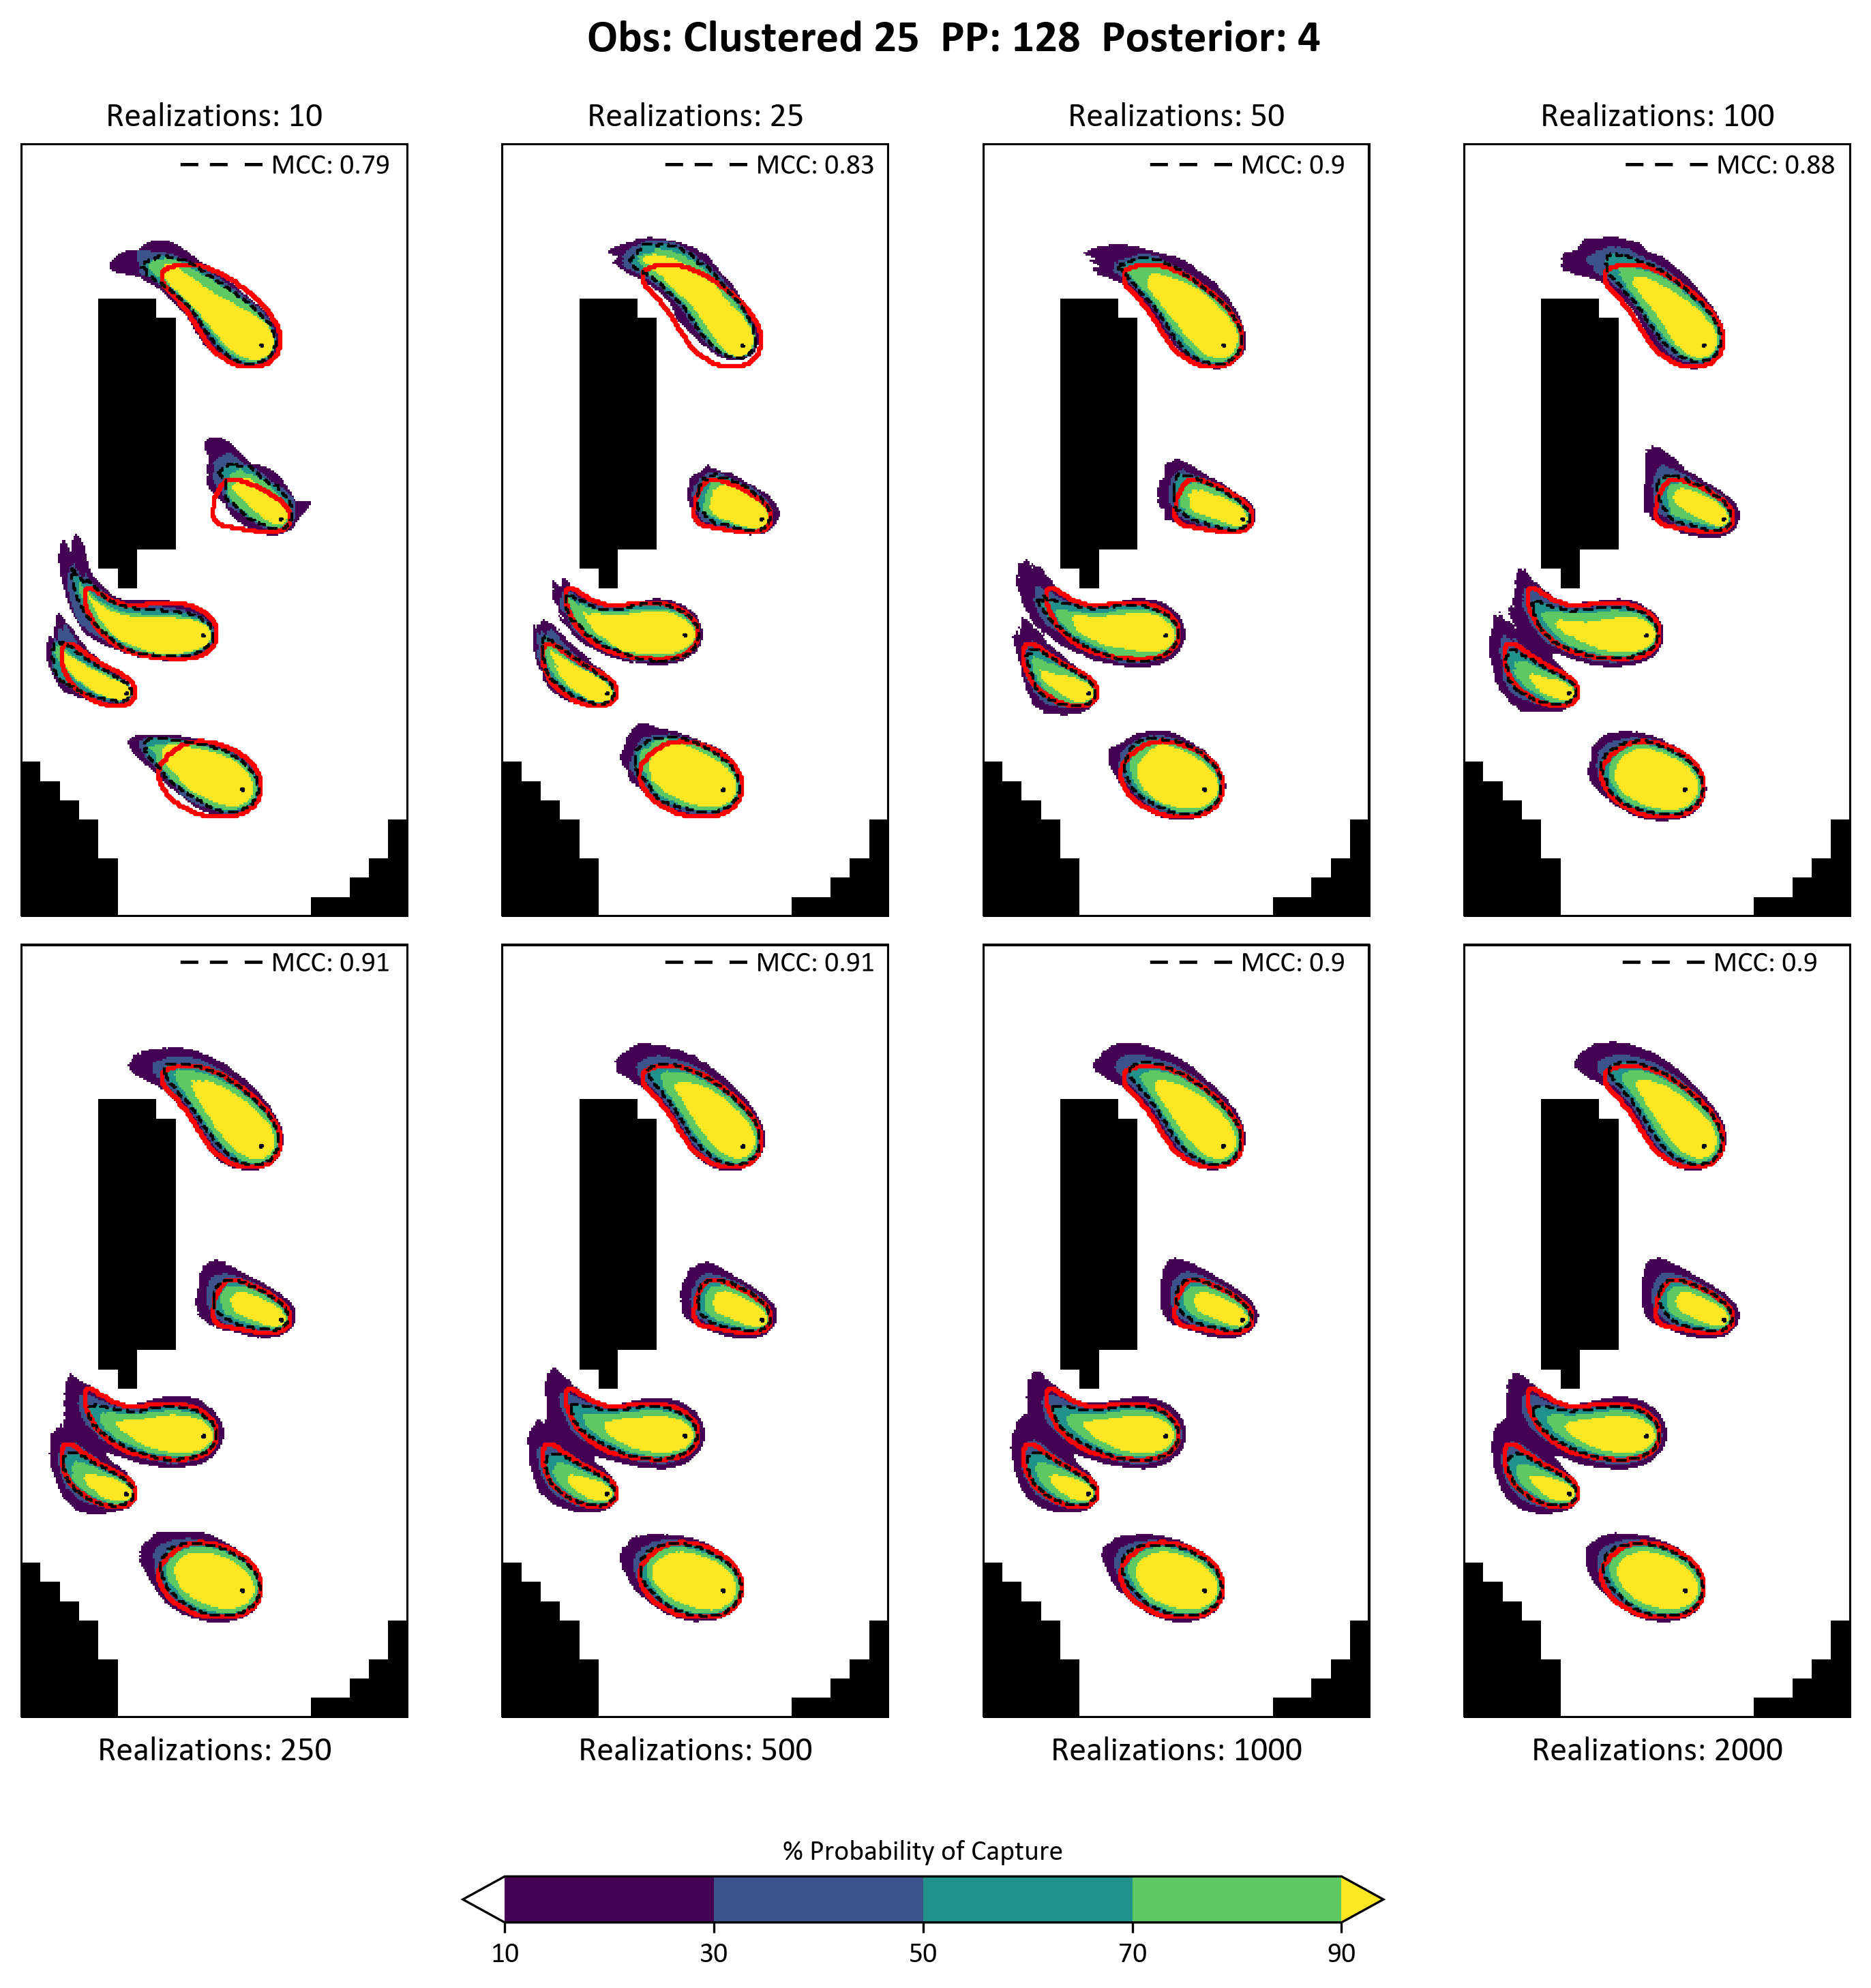 Obs: Clustered 25 PP: 128 Posterior: 4
Realizations: 10
Realizations: 25
Realizations: 50
Realizations: 100
MCC: 0.79
MCC: 0.83
MCC: 0.9
MCC: 0.88
MCC: 0.91
MCC: 0.91
MCC: 0.9
MCC: 0.9
Realizations: 250
Realizations: 500
Realizations: 1000
Realizations: 2000
% Probability of Capture
10 30 50 70 90